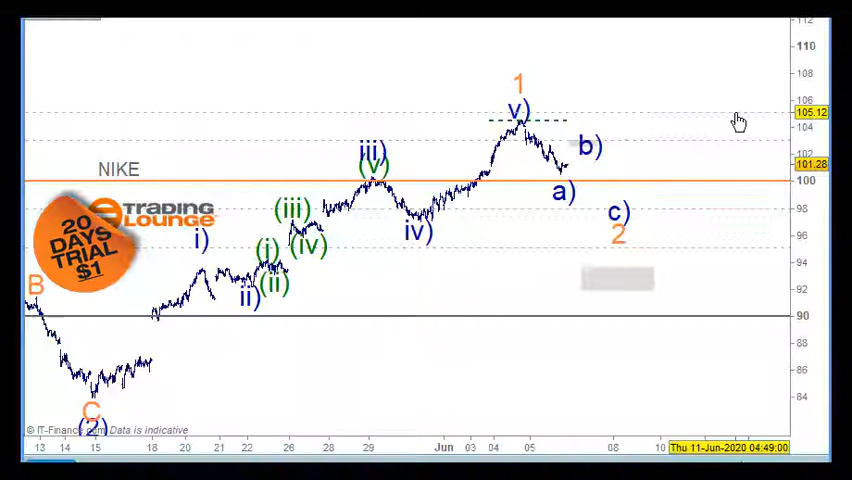 112
110
108
1
v)
105.12
104
iii)
(v)
b)
NIKE
101.28
a)
100
TRADING
LOUNGE
20
DAYS
TRIAL
$1
(iii)
98
c)
2
iv)
96
i)
(iv)
(i)
94
B
ii)
(ii)
92
90
88
86
84
C
(2)
© IT-Finance.com Data is indicative
13 14 15 18 20 21 22 26 28 29 Jun 03 04 05 08 10 Thu 11-Jun-2020 04:49:00